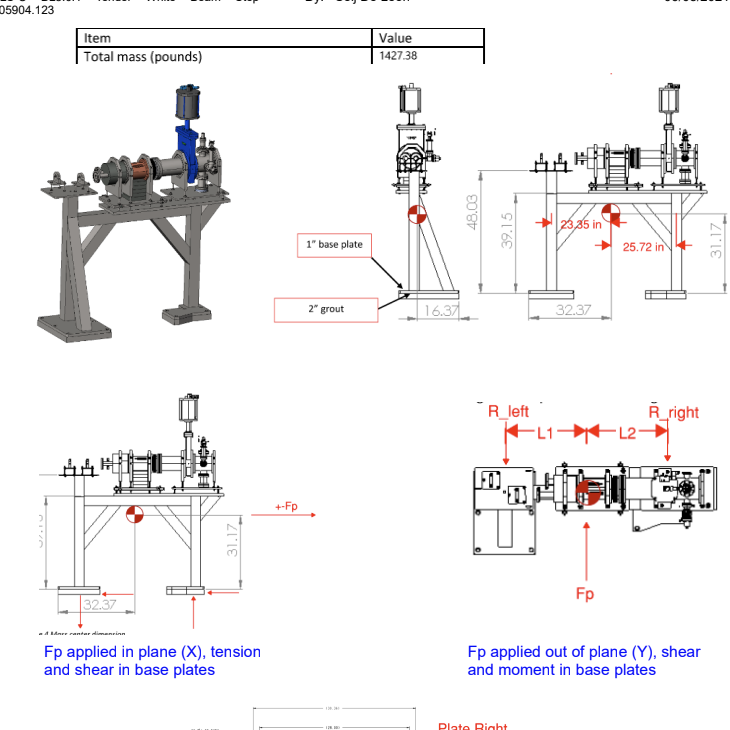 05904.123
Item Value
Total mass (pounds) 1427.38
1” base plate
2” grout
16.37
48.03
39.15
23.35 in
25.72 in
31.17
32.37
+-Fp
31.17
32.37
R_left
R_right
L1
L2
Fp
Fp applied in plane (X), tension
and shear in base plates
Fp applied out of plane (Y), shear
and moment in base plates
Plate Right